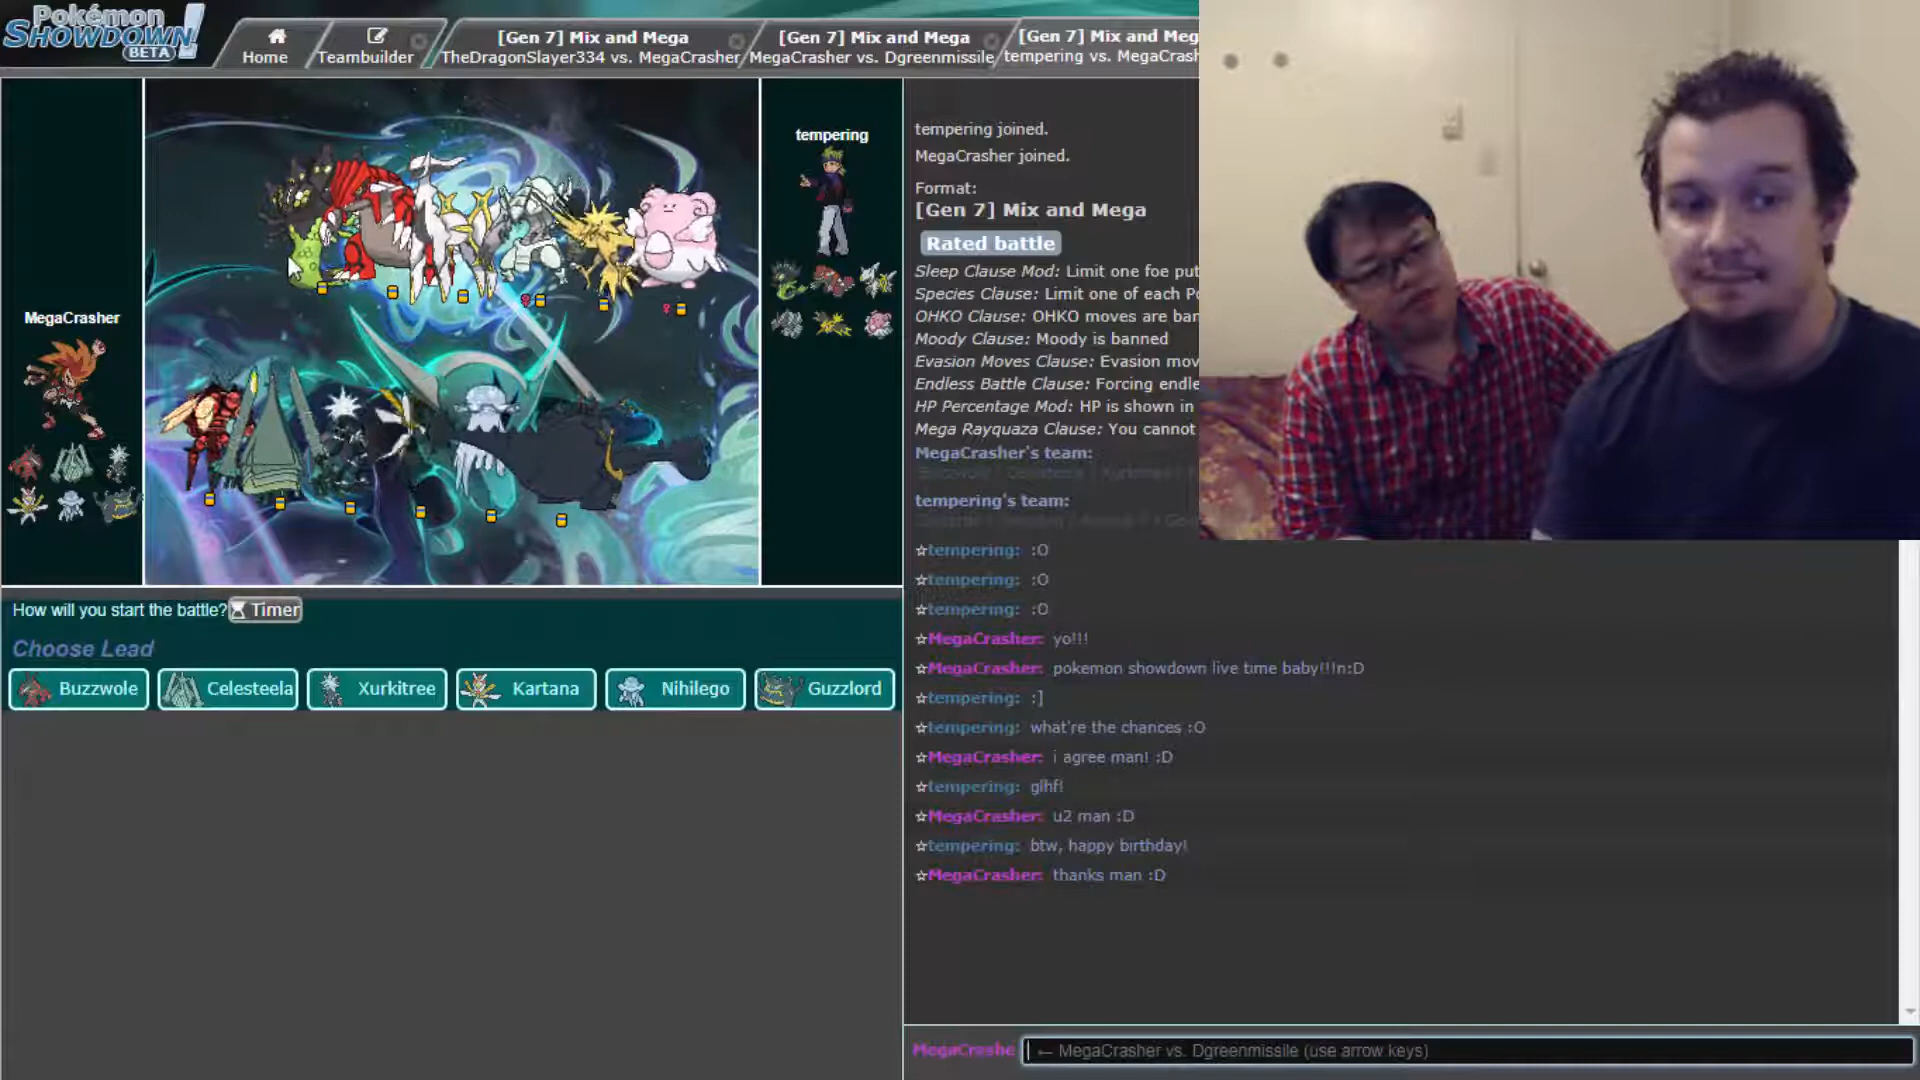 Pokémon
SHOWDOWN!
BETA
Home
Teambuilder
[Gen 7] Mix and Mega
TheDragonSlayer334 vs. MegaCrasher
[Gen 7] Mix and Mega
MegaCrasher vs. Dgreenmissile
[Gen 7] Mix and Meg
tempering vs. MegaCrash
MegaCrasher
tempering
tempering joined.
MegaCrasher joined.
Format:
[Gen 7] Mix and Mega
Rated battle
Sleep Clause Mod: Limit one foe put
Species Clause: Limit one of each Po
OHKO Clause: OHKO moves are ban
Moody Clause: Moody is banned
Evasion Moves Clause: Evasion mov
Endless Battle Clause: Forcing endle
HP Percentage Mod: HP is shown in
Mega Rayquaza Clause: You cannot
MegaCrasher's team:
tempering's team:
☆tempering: :O
☆tempering: :O
☆tempering: :O
☆MegaCrasher: yo!!!
☆MegaCrasher: pokemon showdown live time baby!!!n:D
☆tempering: :]
☆tempering: what're the chances :O
☆MegaCrasher: i agree man! :D
☆tempering: glhf!
☆MegaCrasher: u2 man :D
☆tempering: btw, happy birthday!
☆MegaCrasher: thanks man :D
How will you start the battle? Timer
Choose Lead
Buzzwole
Celesteela
Xurkitree
Kartana
Nihilego
Guzzlord
MegaCrashe
← MegaCrasher vs. Dgreenmissile (use arrow keys)